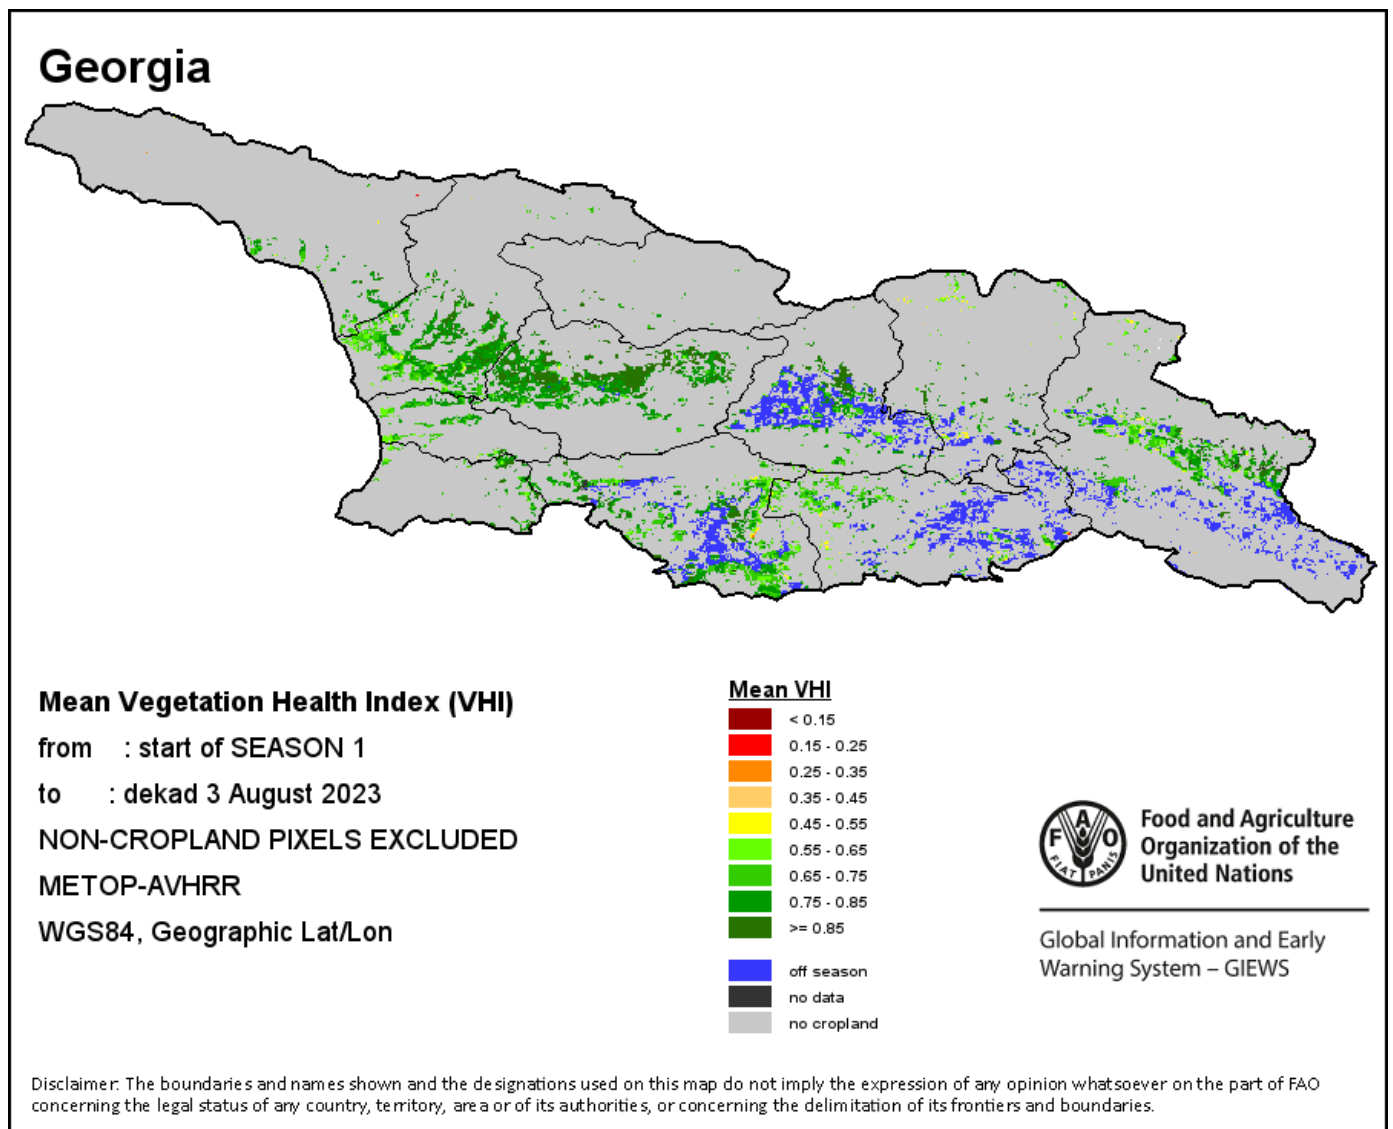 Georgia
Mean Vegetation Health Index (VHI)
from : start of SEASON 1
to : dekad 3 August 2023
NON-CROPLAND PIXELS EXCLUDED
METOP-AVHRR
WGS84, Geographic Lat/Lon
Mean VHI
< 0.15
0.15 - 0.25
0.25 - 0.35
0.35 - 0.45
0.45 - 0.55
0.55 - 0.65
0.65 - 0.75
0.75 - 0.85
>= 0.85
off season
no data
no cropland
F A O
FIAT PANIS
Food and Agriculture
Organization of the
United Nations
Global Information and Early
Warning System – GIEWS
Disclaimer: The boundaries and names shown and the designations used on this map do not imply the expression of any opinion whatsoever on the part of FAO
concerning the legal status of any country, territory, area or of its authorities, or concerning the delimitation of its frontiers and boundaries.